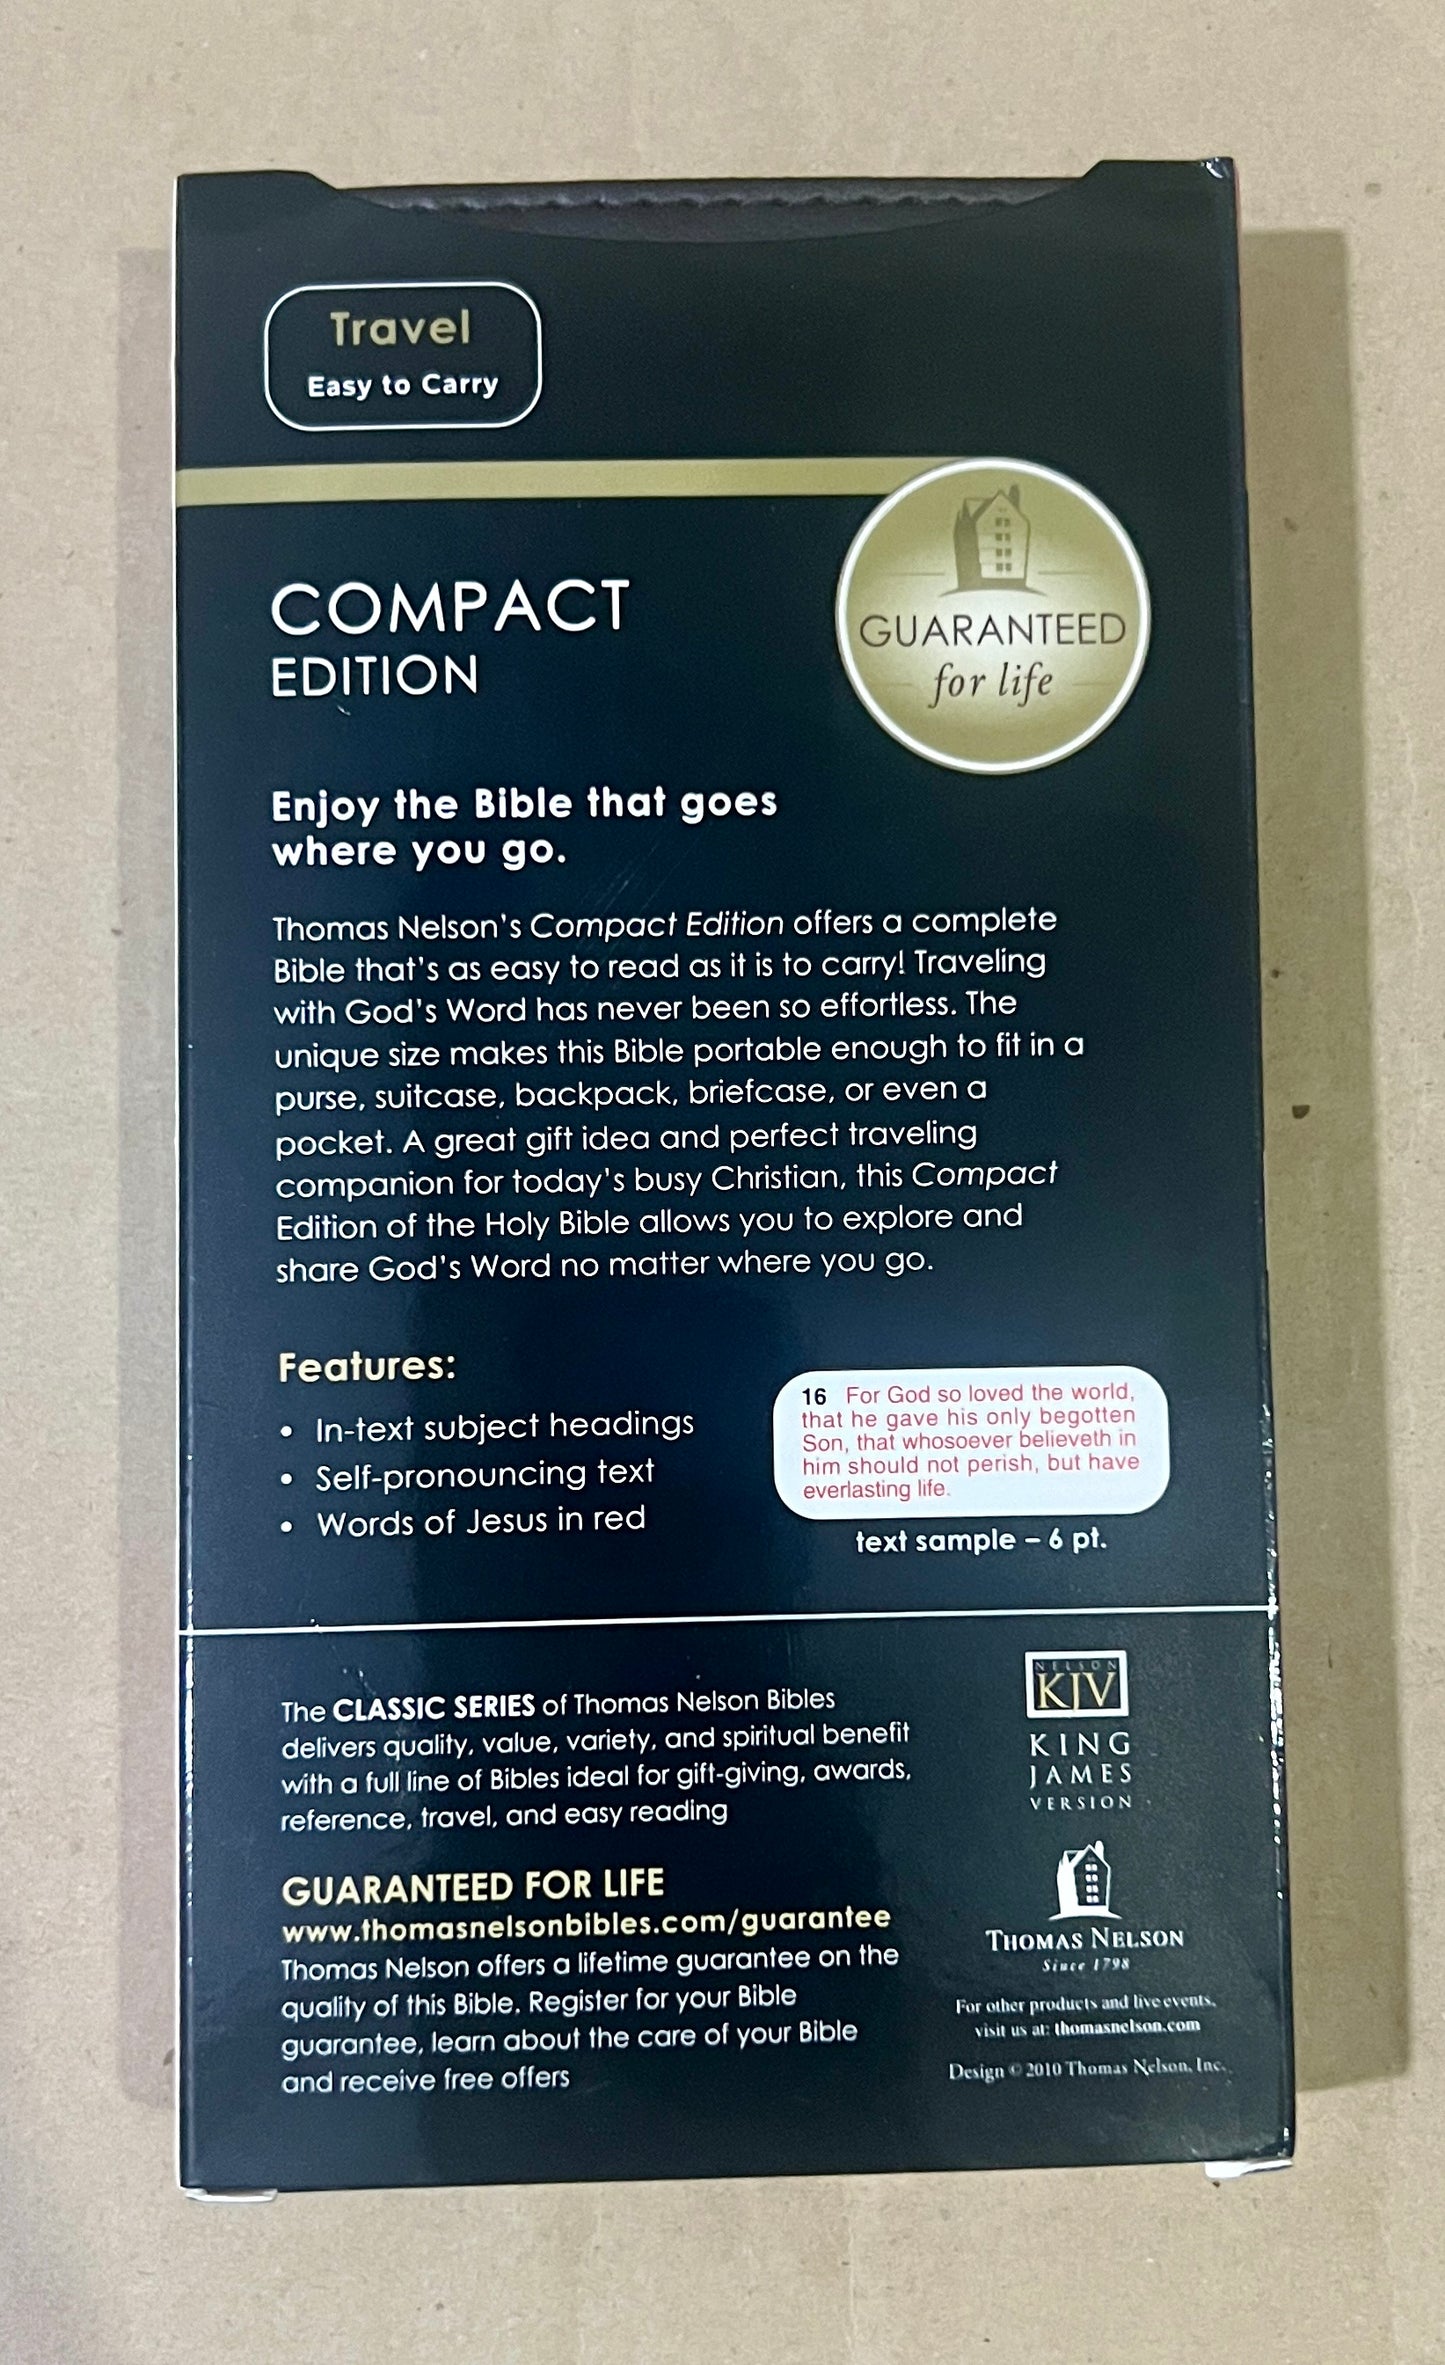 Travel
Easy to Carry
GUARANTEED
for life
COMPACT
EDITION
Enjoy the Bible that goes
where you go.
Thomas Nelson's Compact Edition offers a complete
Bible that's as easy to read as it is to carry! Traveling
with God's Word has never been so effortless. The
unique size makes this Bible portable enough to fit in a
purse, suitcase, backpack, briefcase, or even a
pocket. A great gift idea and perfect traveling
companion for today's busy Christian, this Compact
Edition of the Holy Bible allows you to explore and
share God's Word no matter where you go.
Features:
• In-text subject headings
• Self-pronouncing text
• Words of Jesus in red
16 For God so loved the world,
that he gave his only begotten
Son, that whosoever believeth in
him should not perish, but have
everlasting life.
text sample – 6 pt.
The CLASSIC SERIES of Thomas Nelson Bibles
delivers quality, value, variety, and spiritual benefit
with a full line of Bibles ideal for gift-giving, awards,
reference, travel, and easy reading
GUARANTEED FOR LIFE
www.thomasnelsonbibles.com/guarantee
Thomas Nelson offers a lifetime guarantee on the
quality of this Bible. Register for your Bible
guarantee, learn about the care of your Bible
and receive free offers
NELSON
KJV
KING
JAMES
VERSION
THOMAS NELSON
Since 1798
For other products and live events,
visit us at: thomasnelson.com
Design © 2010 Thomas Nelson, Inc.